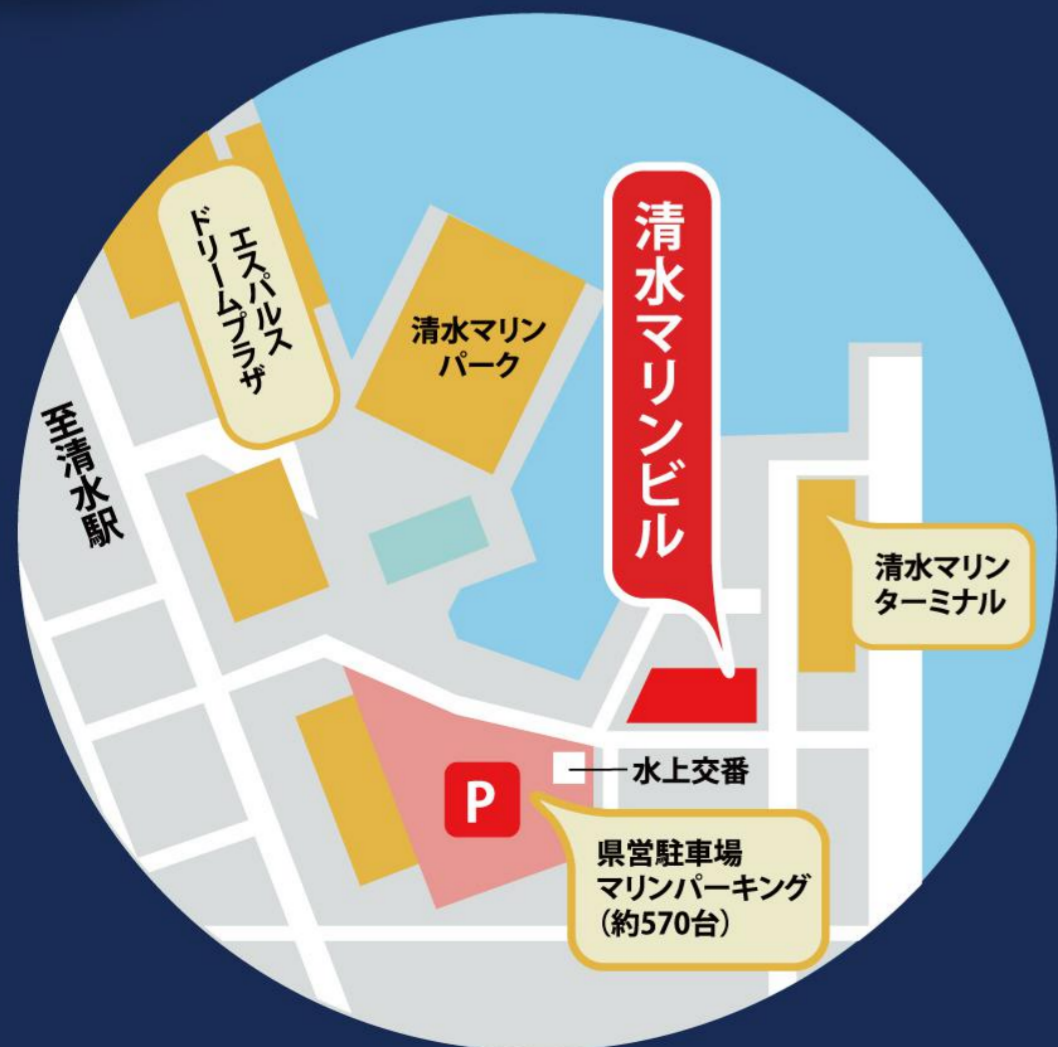 エスパルス
ドリームプラザ
清水マリン
パーク
清水マリンビル
至清水駅
清水マリン
ターミナル
水上交番
P
県営駐車場
マリンパーキング
(約570台)